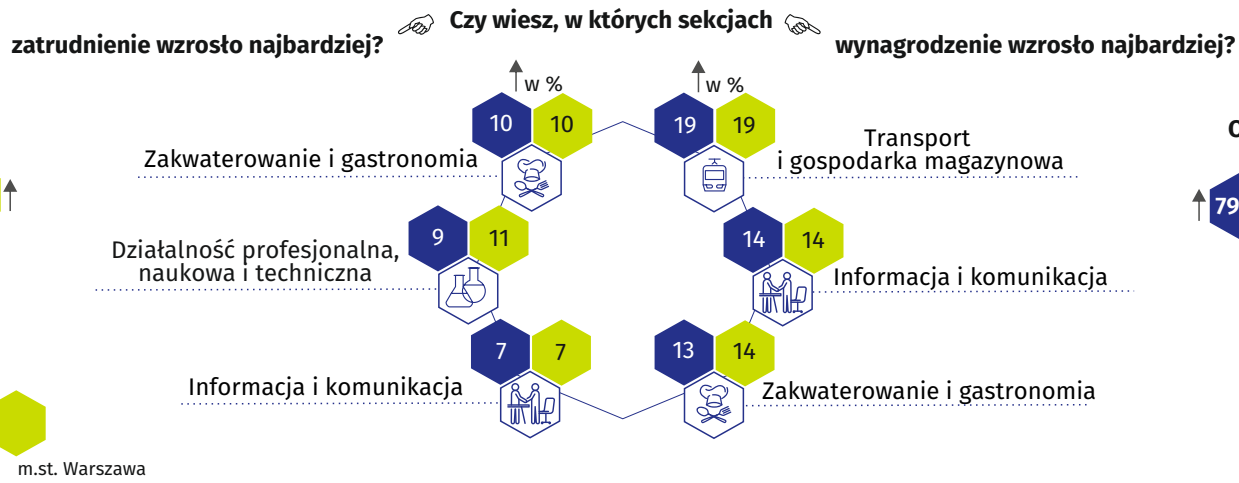 Czy wiesz, w których sekcjach
zatrudnienie wzrosło najbardziej?
wynagrodzenie wzrosło najbardziej?
w %
10 10
Zakwaterowanie i gastronomia
9 11
Działalność profesjonalna,
naukowa i techniczna
7 7
Informacja i komunikacja
w %
19 19
Transport
i gospodarka magazynowa
14 14
Informacja i komunikacja
13 14
Zakwaterowanie i gastronomia
79
m.st. Warszawa